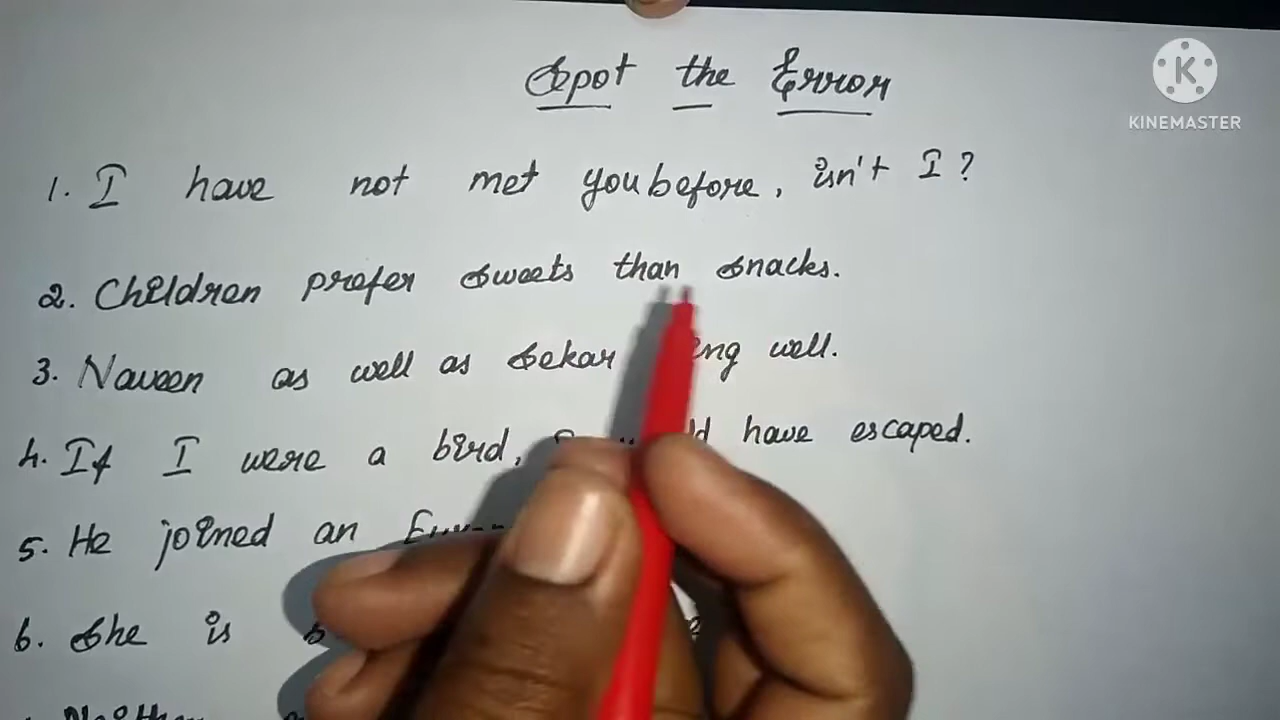 Spot the Error
KINEMASTER
1. I have not met you before, isn't I?
2. Children prefer sweets than snacks.
3. Naveen as well as Sekar well.
4. If I were a bird, have escaped.
5. He joined an
6. She is